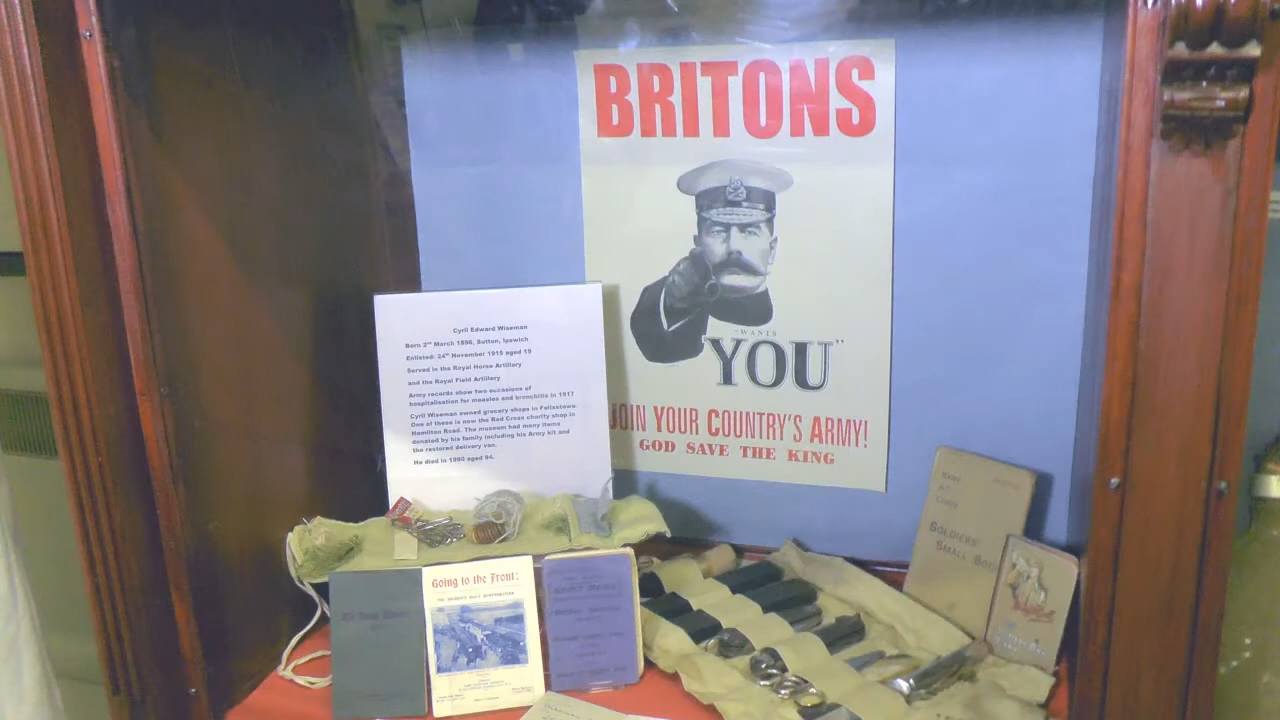 BRITONS
"WANTS
YOU"
JOIN YOUR COUNTRY'S ARMY!
GOD SAVE THE KING
Cyril Edward Wiseman
Born 2nd March 1896, Sutton, Ipswich
Enlisted: 24th November 1915 aged 19
Served in the Royal Horse Artillery
and the Royal Field Artillery
Army records show two occasions of
hospitalisation for measles and bronchitis in 1917
Cyril Wiseman owned grocery shops in Felixstowe.
One of these is now the Red Cross charity shop in
Hamilton Road. The museum had many items
donated by his family including his Army kit and
the restored delivery van.
He died in 1990 aged 94.
Going to the Front:
SOLDIERS'
SMALL BOOK